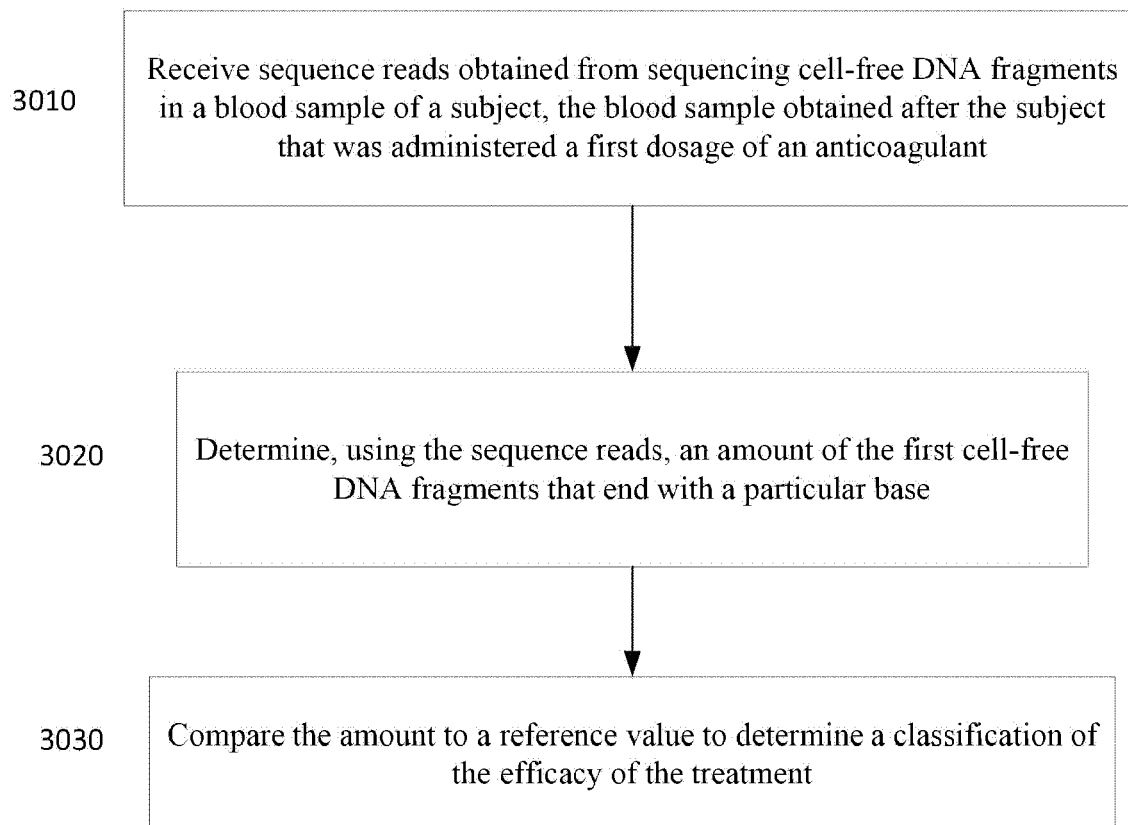 3010
Receive sequence reads obtained from sequencing cell-free DNA fragments
in a blood sample of a subject, the blood sample obtained after the subject
that was administered a first dosage of an anticoagulant
3020
Determine, using the sequence reads, an amount of the first cell-free
DNA fragments that end with a particular base
3030
Compare the amount to a reference value to determine a classification of
the efficacy of the treatment